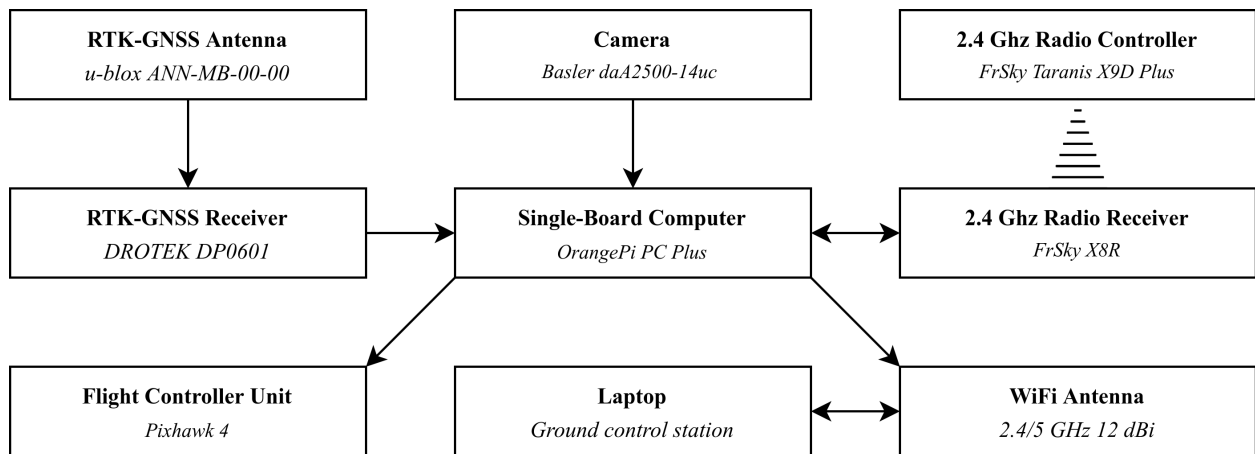 RTK-GNSS Antenna
u-blox ANN-MB-00-00
Camera
Basler daA2500-14uc
2.4 Ghz Radio Controller
FrSky Taranis X9D Plus
RTK-GNSS Receiver
DROTEK DP0601
Single-Board Computer
OrangePi PC Plus
2.4 Ghz Radio Receiver
FrSky X8R
Flight Controller Unit
Pixhawk 4
Laptop
Ground control station
WiFi Antenna
2.4/5 GHz 12 dBi